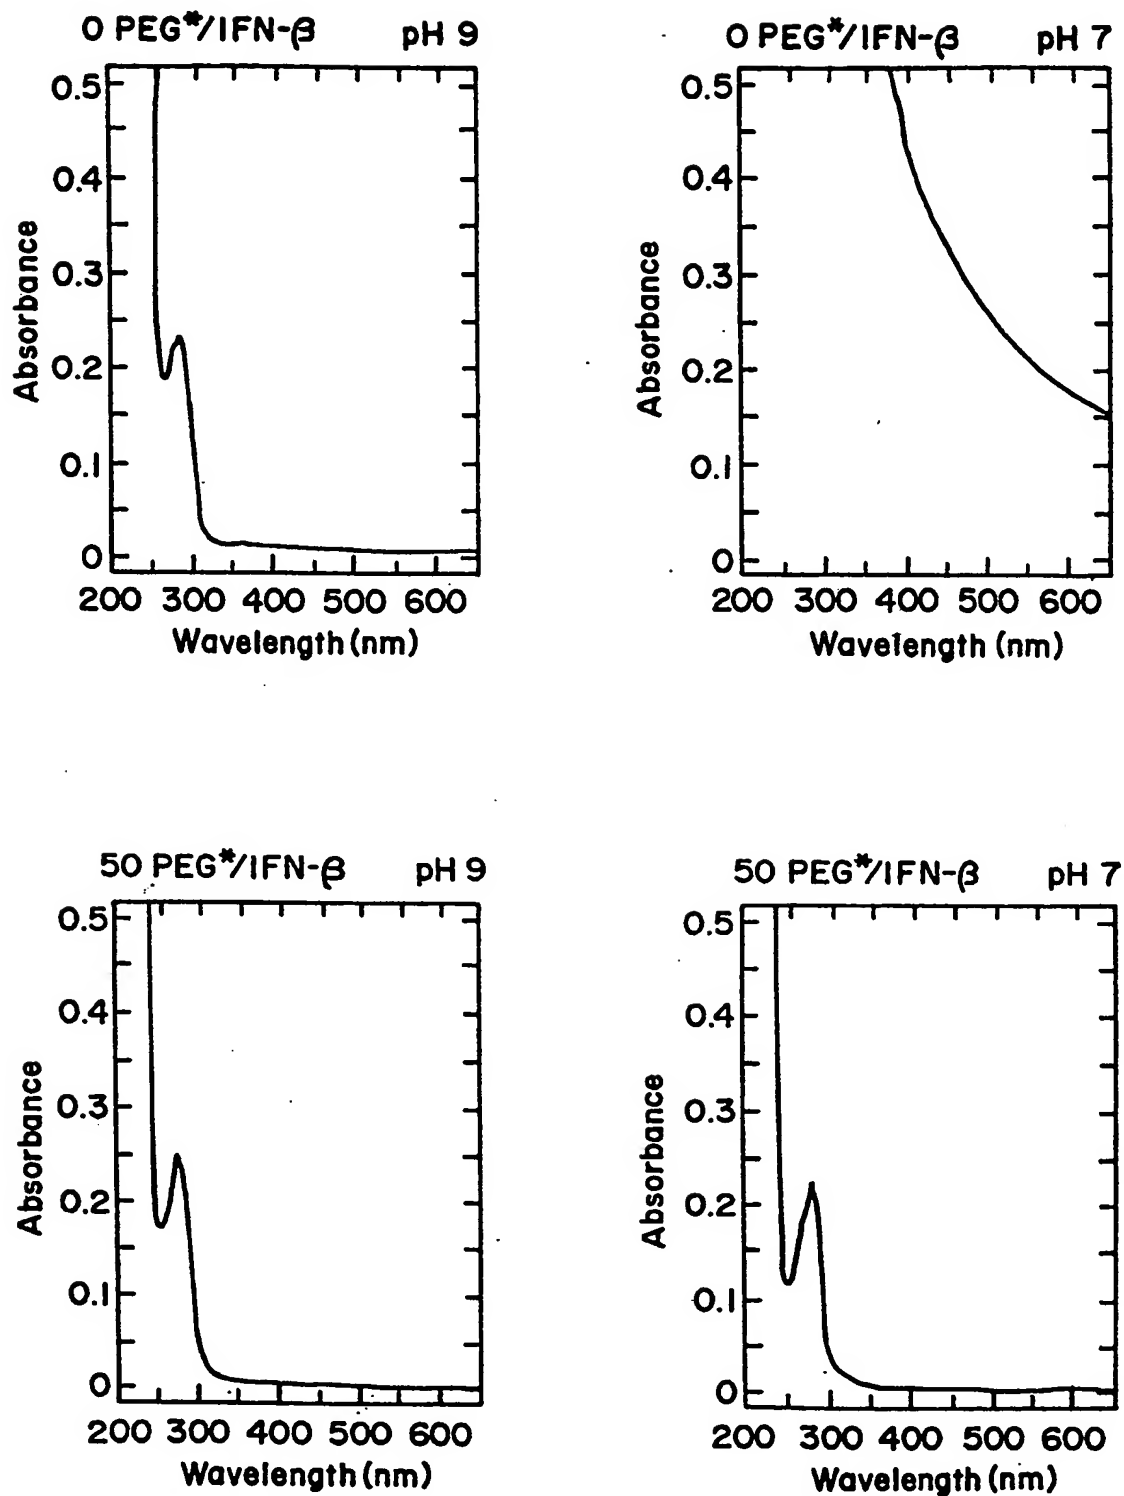 0 PEG*/IFN-β pH 9
0.5
0.4
0.3
0.2
0.1
0
Absorbance
200 300 400 500 600
Wavelength (nm)
0 PEG*/IFN-β pH 7
0.5
0.4
0.3
0.2
0.1
0
Absorbance
200 300 400 500 600
Wavelength (nm)
50 PEG*/IFN-β pH 9
0.5
0.4
0.3
0.2
0.1
0
Absorbance
200 300 400 500 600
Wavelength (nm)
50 PEG*/IFN-β pH 7
0.5
0.4
0.3
0.2
0.1
0
Absorbance
200 300 400 500 600
Wavelength (nm)